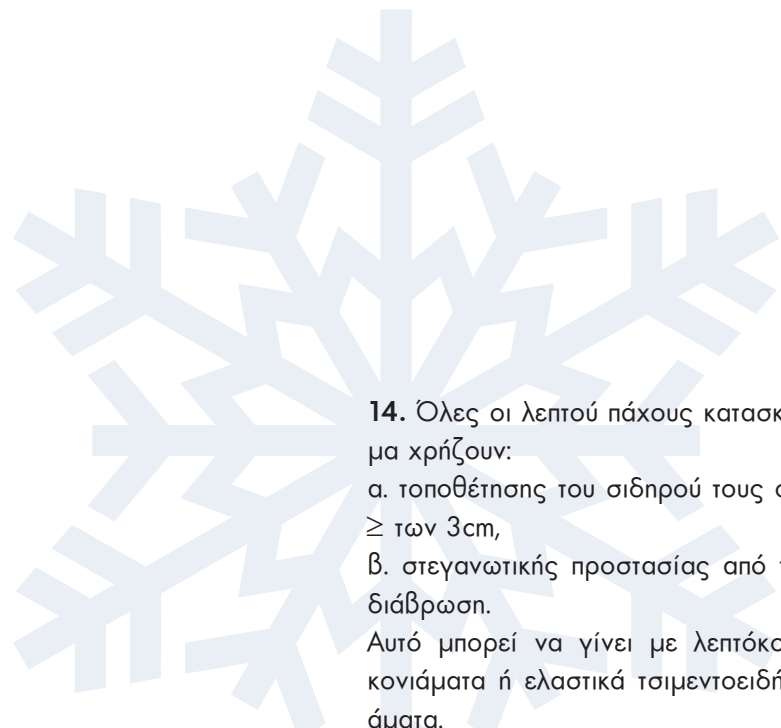 14. Όλες οι λεπτού πάχους κατασκ
μα χρήζουν:
α. τοποθέτησης του σιδηρού τους σ
≥ των 3cm,
β. στεγανωτικής προστασίας από τ
διάβρωση.
Αυτό μπορεί να γίνει με λεπτόκο
κονιάματα ή ελαστικά τσιμεντοειδή
άματα.